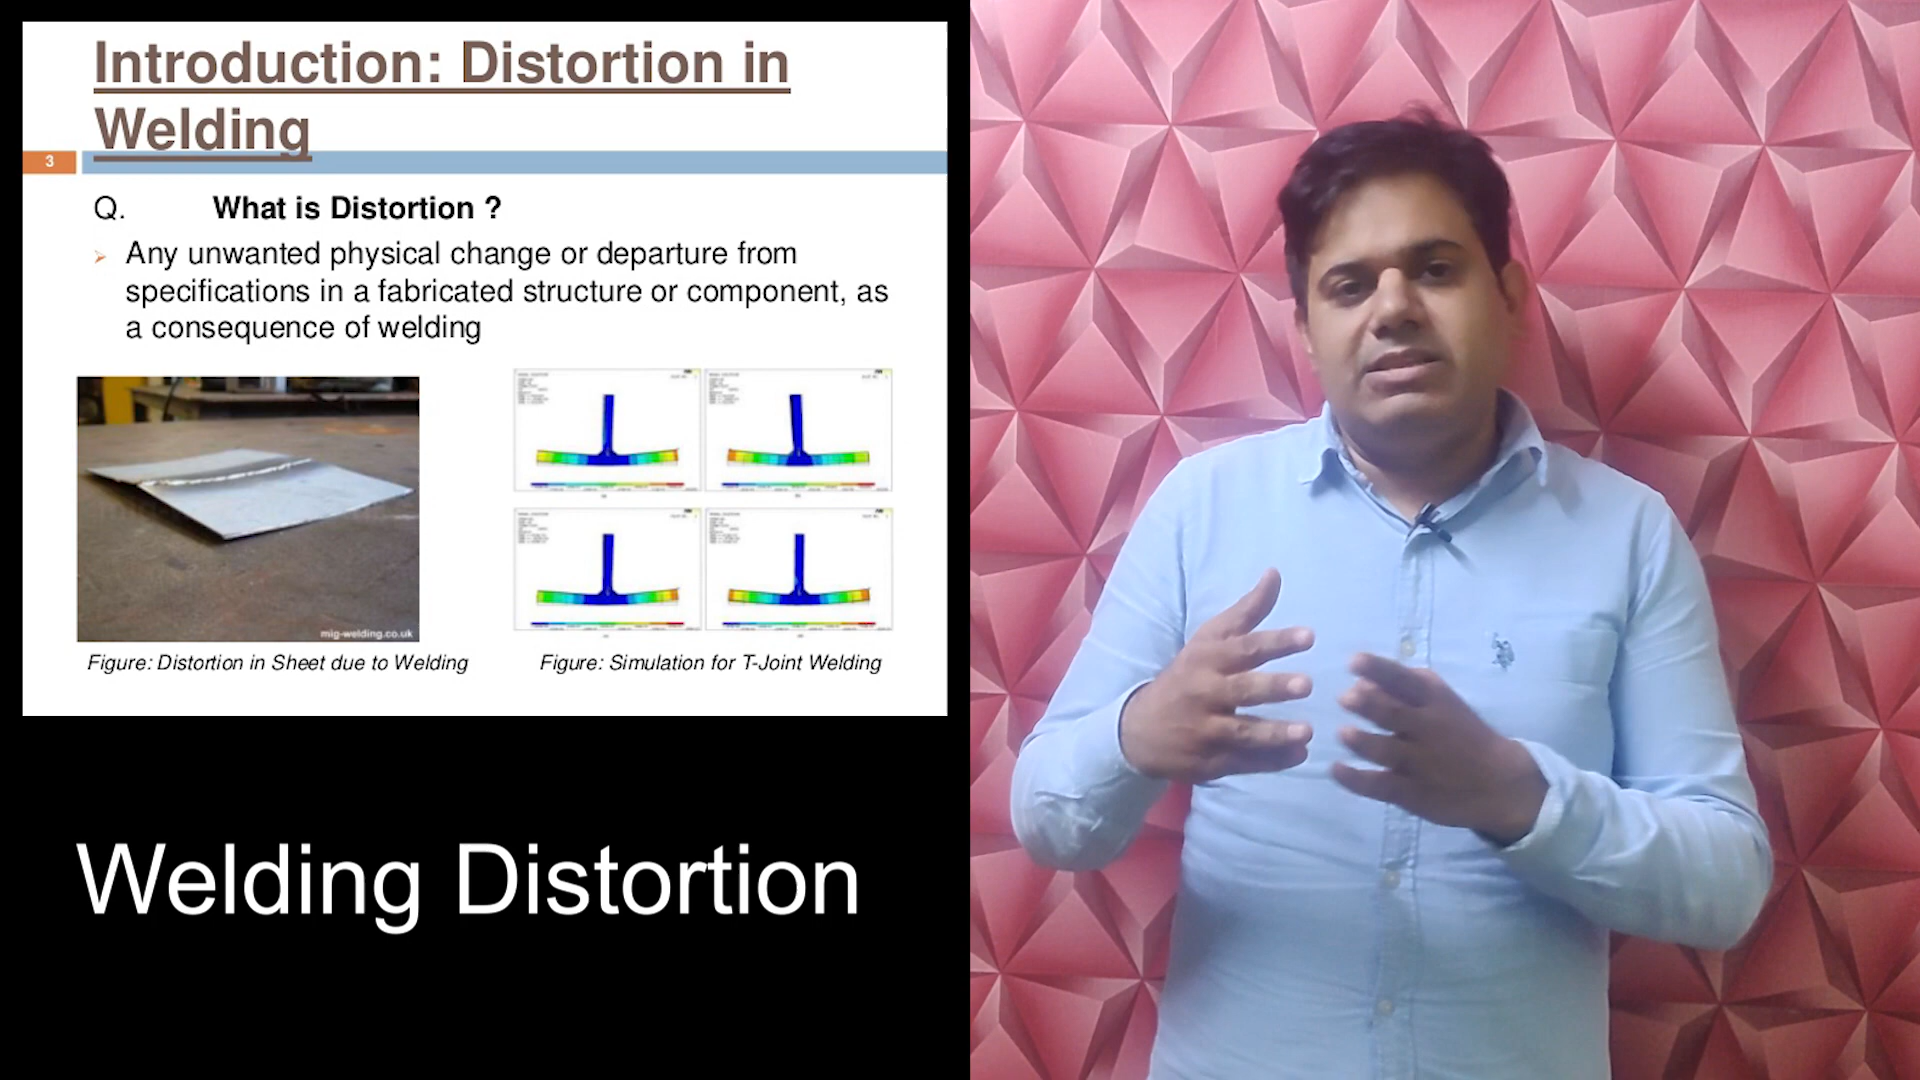 Introduction: Distortion in
Welding
3
Q. What is Distortion ?
Any unwanted physical change or departure from
specifications in a fabricated structure or component, as
a consequence of welding
mig-welding.co.uk
Figure: Distortion in Sheet due to Welding
Figure: Simulation for T-Joint Welding
Welding Distortion